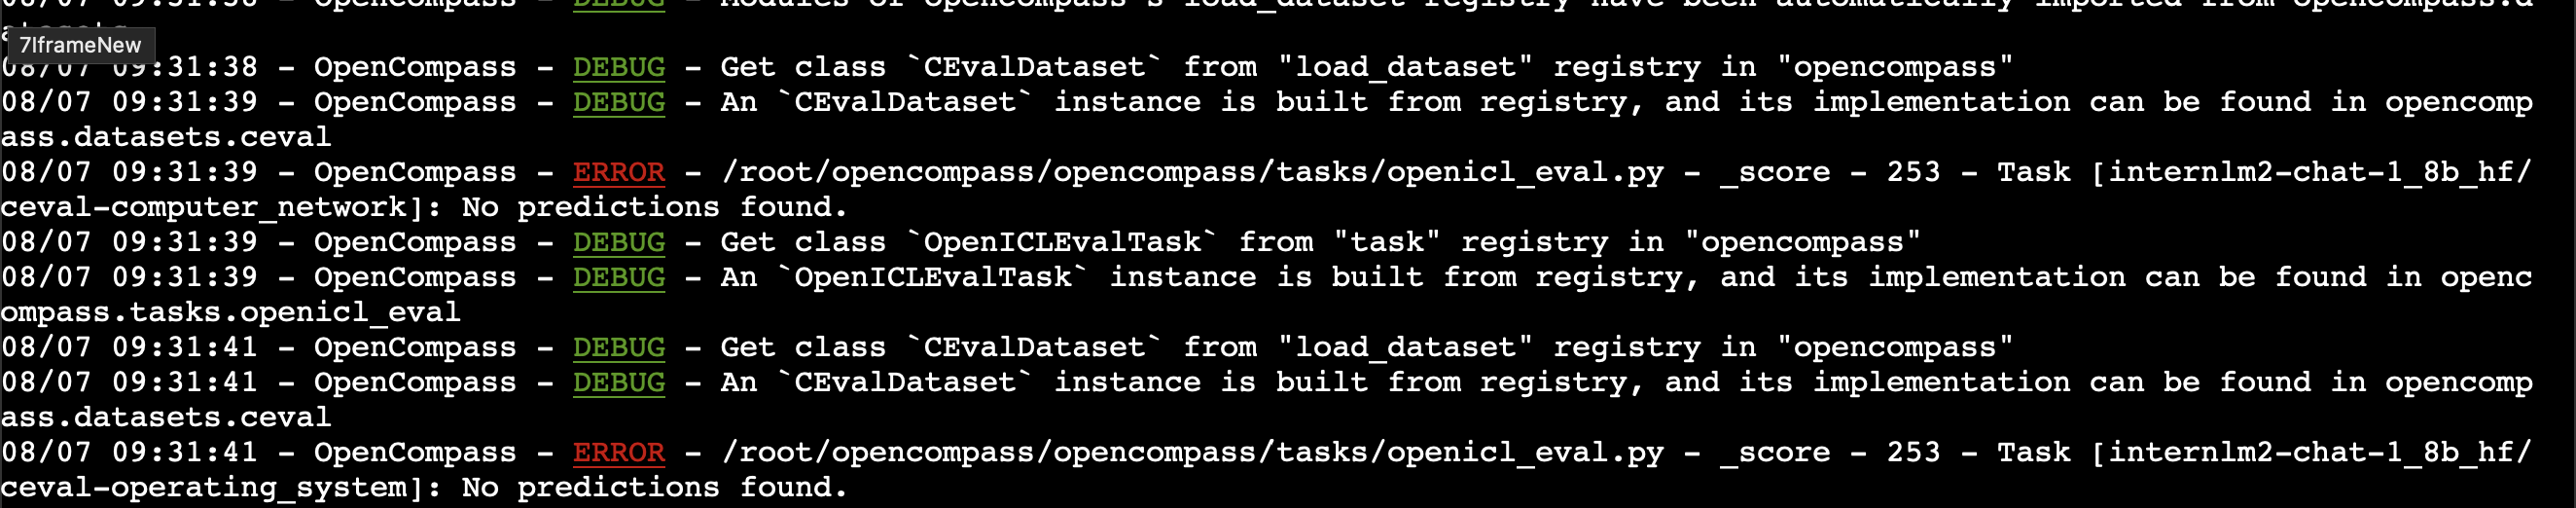 08/07 09:31:38 - OpenCompass - DEBUG - Modules of opencompass's load_dataset registry have been automatically imported from opencompass.d
atasets
7IframeNew
08/07 09:31:38 - OpenCompass - DEBUG - Get class `CEvalDataset` from "load_dataset" registry in "opencompass"
08/07 09:31:39 - OpenCompass - DEBUG - An `CEvalDataset` instance is built from registry, and its implementation can be found in opencomp
ass.datasets.ceval
08/07 09:31:39 - OpenCompass - ERROR - /root/opencompass/opencompass/tasks/openicl_eval.py - _score - 253 - Task [internlm2-chat-1_8b_hf/
ceval-computer_network]: No predictions found.
08/07 09:31:39 - OpenCompass - DEBUG - Get class `OpenICLEvalTask` from "task" registry in "opencompass"
08/07 09:31:39 - OpenCompass - DEBUG - An `OpenICLEvalTask` instance is built from registry, and its implementation can be found in openc
ompass.tasks.openicl_eval
08/07 09:31:41 - OpenCompass - DEBUG - Get class `CEvalDataset` from "load_dataset" registry in "opencompass"
08/07 09:31:41 - OpenCompass - DEBUG - An `CEvalDataset` instance is built from registry, and its implementation can be found in opencomp
ass.datasets.ceval
08/07 09:31:41 - OpenCompass - ERROR - /root/opencompass/opencompass/tasks/openicl_eval.py - _score - 253 - Task [internlm2-chat-1_8b_hf/
ceval-operating_system]: No predictions found.